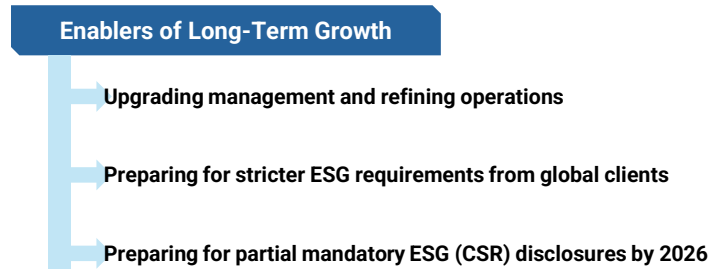 Enablers of Long-Term Growth
Upgrading management and refining operations
Preparing for stricter ESG requirements from global clients
Preparing for partial mandatory ESG (CSR) disclosures by 2026